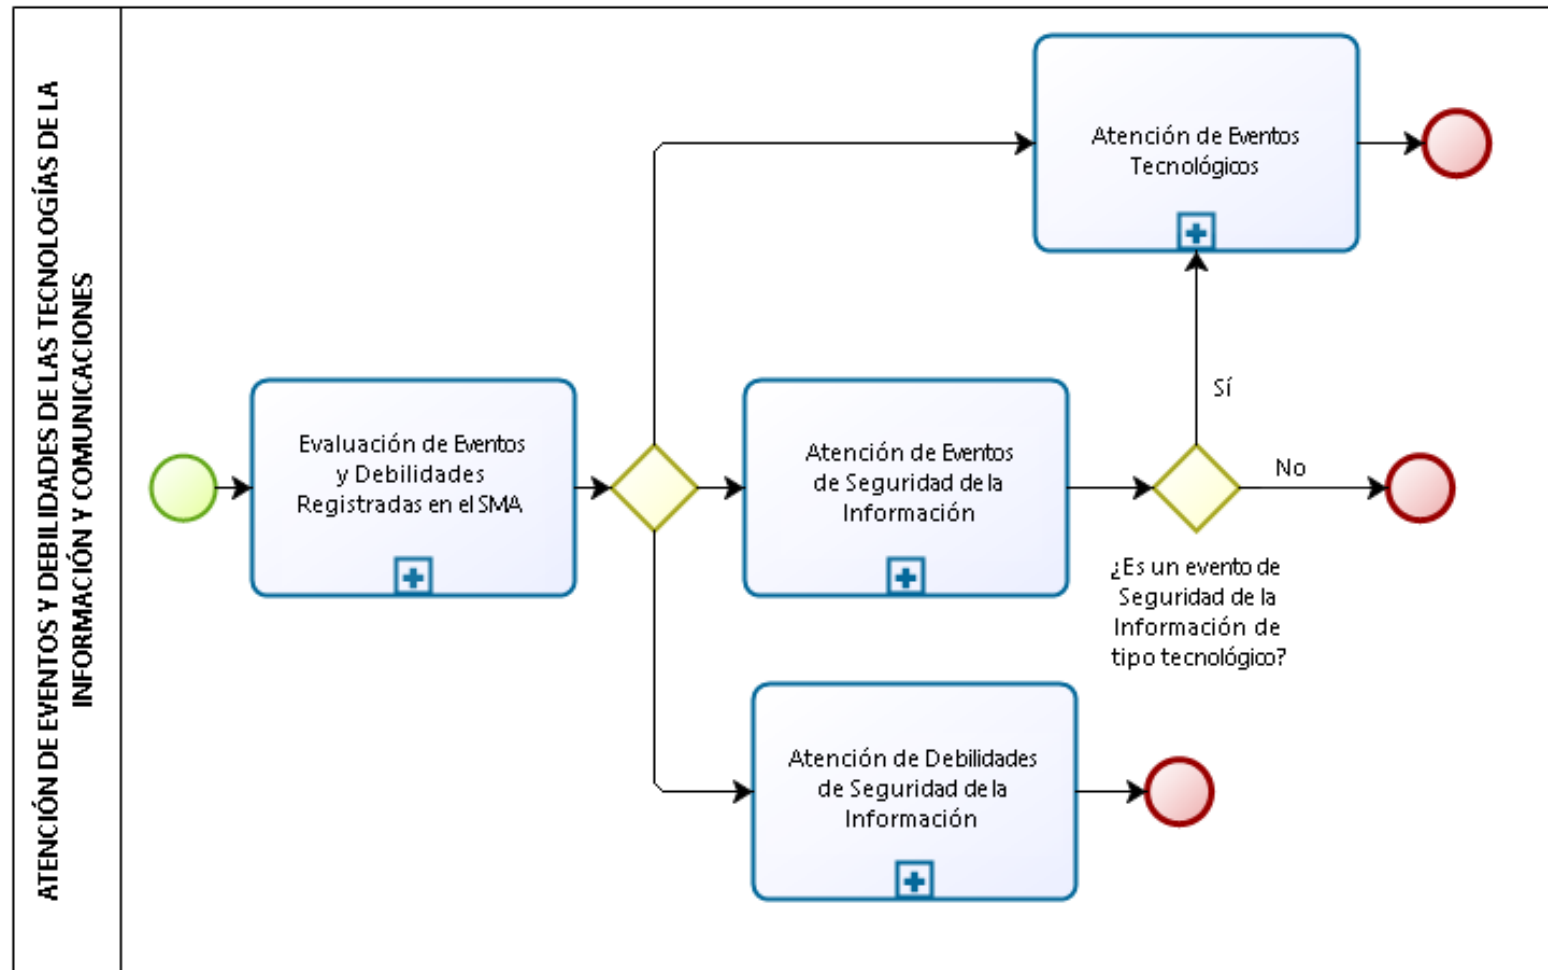 ATENCIÓN DE EVENTOS Y DEBILIDADES DE LAS TECNOLOGÍAS DE LA
INFORMACIÓN Y COMUNICACIONES
Atención de Eventos
Tecnológicos
Sí
Evaluación de Eventos
y Debilidades
Registradas en el SMA
Atención de Eventos
de Seguridad de la
Información
No
¿Es un evento de
Seguridad de la
Información de
tipo tecnológico?
Atención de Debilidades
de Seguridad de la
Información